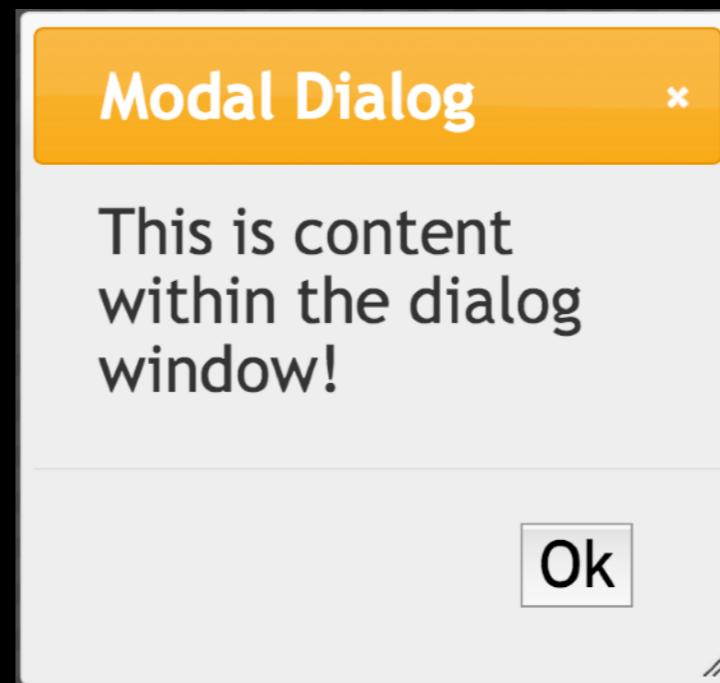 Modal Dialog
This is content
within the dialog
window!
Ok